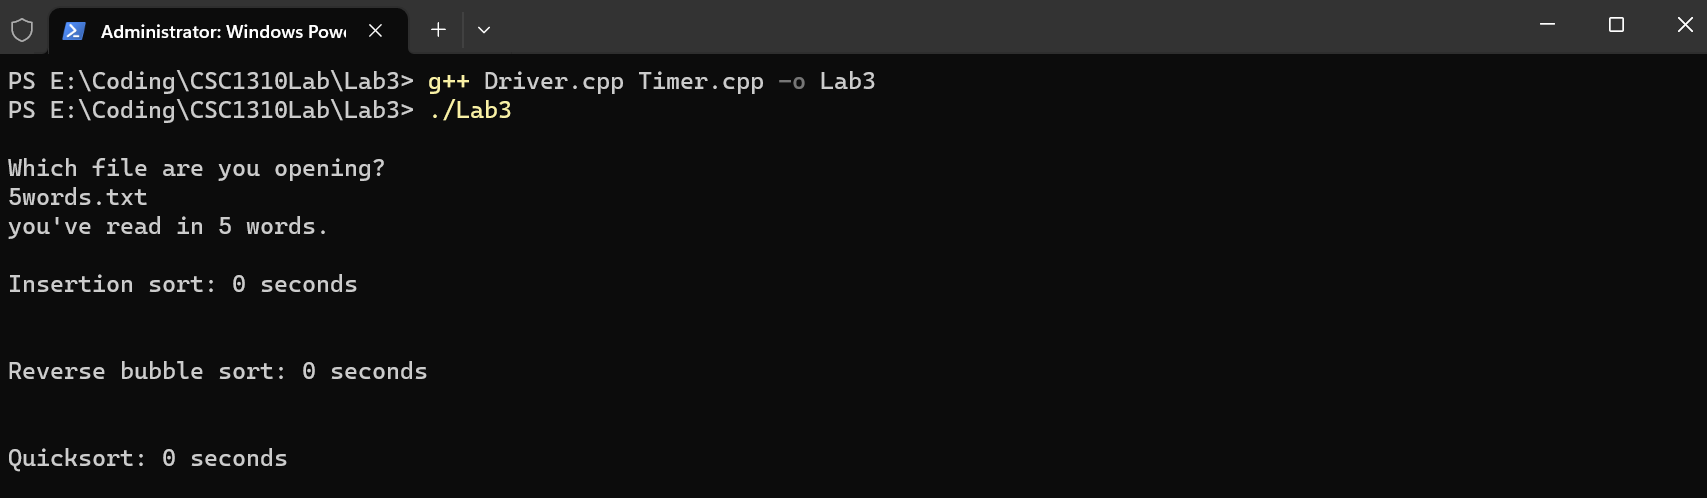 Administrator: Windows Powe
PS E:\Coding\CSC1310Lab\Lab3> g++ Driver.cpp Timer.cpp -o Lab3
PS E:\Coding\CSC1310Lab\Lab3> ./Lab3
Which file are you opening?
5words.txt
you've read in 5 words.
Insertion sort: 0 seconds
Reverse bubble sort: 0 seconds
Quicksort: 0 seconds